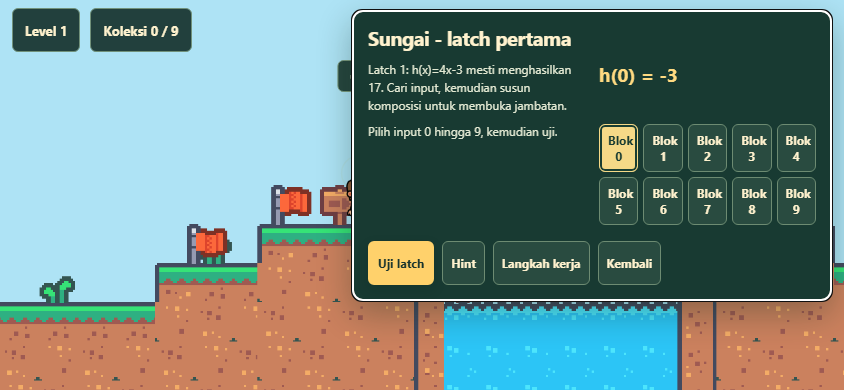 Level 1
Koleksi 0 / 9
Sungai - latch pertama
Latch 1: h(x)=4x-3 mesti menghasilkan
17. Cari input, kemudian susun
komposisi untuk membuka jambatan.
Pilih input 0 hingga 9, kemudian uji.
h(0) = -3
Blok
0
Blok
1
Blok
2
Blok
3
Blok
4
Blok
5
Blok
6
Blok
7
Blok
8
Blok
9
Uji latch
Hint
Langkah kerja
Kembali